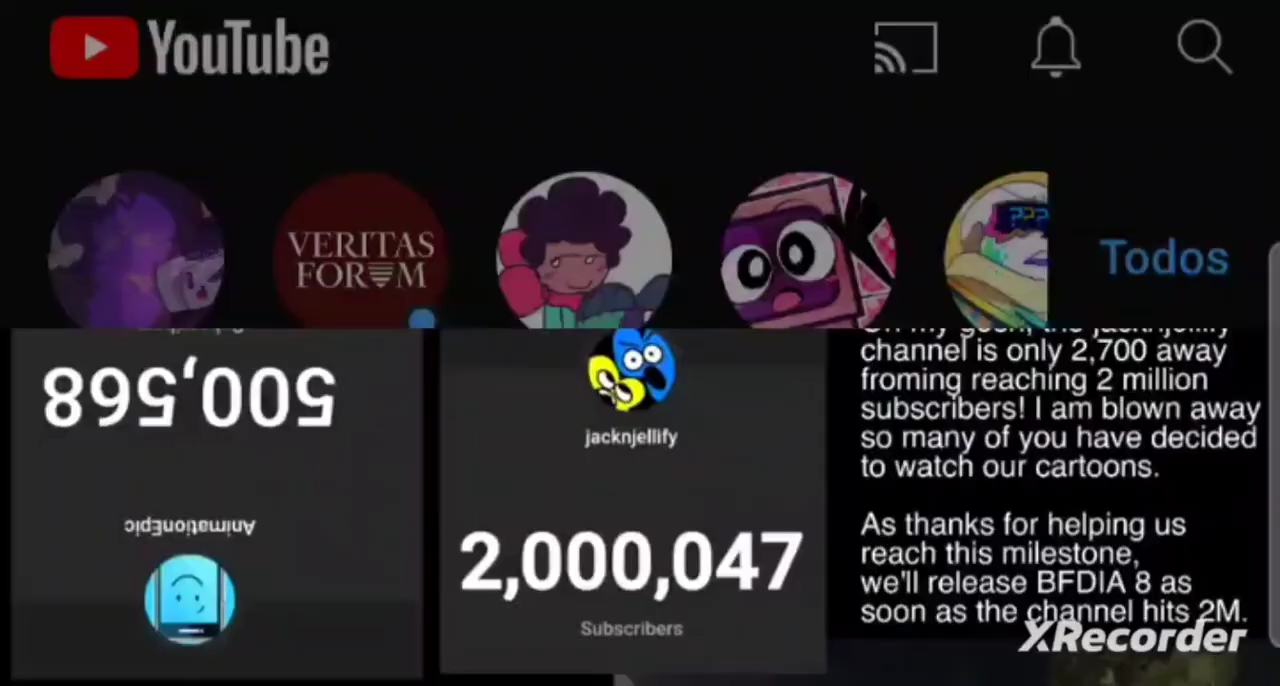 YouTube
VERITAS
FORUM
???
Todos
500,568
AnimationEpic
jacknjellify
2,000,047
Subscribers
channel is only 2,700 away
froming reaching 2 million
subscribers! I am blown away
so many of you have decided
to watch our cartoons.
As thanks for helping us
reach this milestone,
we'll release BFDIA 8 as
soon as the channel hits 2M.
XRecorder